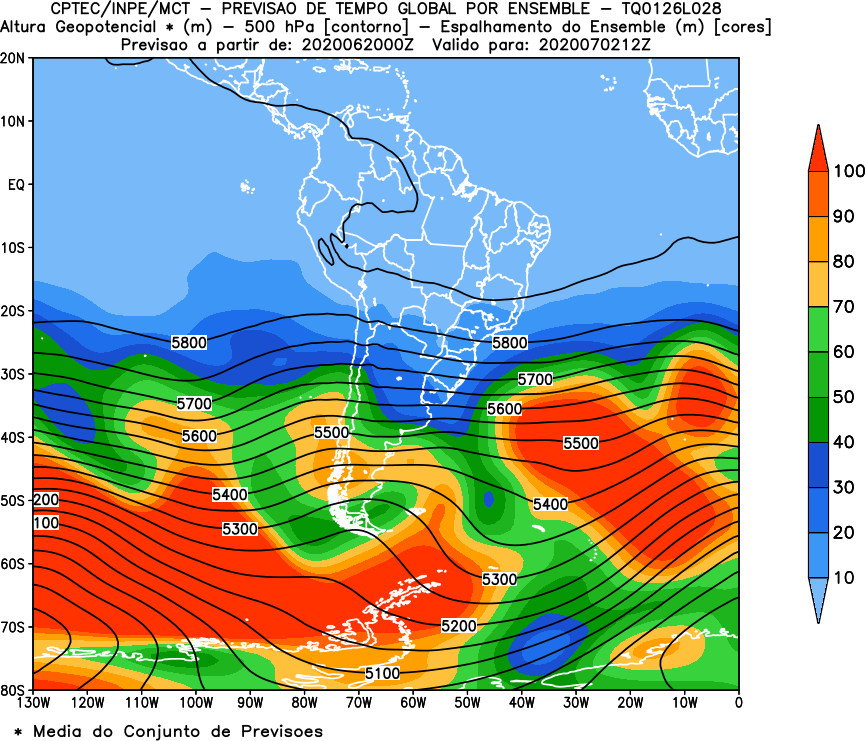 CPTEC/INPE/MCT – PREVISAO DE TEMPO GLOBAL POR ENSEMBLE – TQ0126L028
Altura Geopotencial * (m) – 500 hPa [contorno] – Espalhamento do Ensemble (m) [cores]
Previsao a partir de: 2020062000Z Valido para: 2020070212Z
20N
10N
EQ
10S
20S
30S
40S
50S
60S
70S
80S
5800
5800
5700
5700
5600
5600
5500
5500
5400
5400
200
100
5300
5300
5200
5100
130W 120W 110W 100W 90W 80W 70W 60W 50W 40W 30W 20W 10W 0
100
90
80
70
60
50
40
30
20
10
* Media do Conjunto de Previsoes